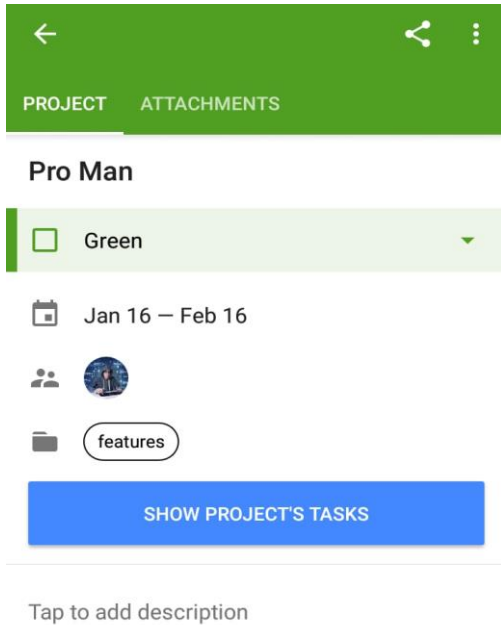 PROJECT ATTACHMENTS
Pro Man
Green
Jan 16 — Feb 16
features
SHOW PROJECT'S TASKS
Tap to add description